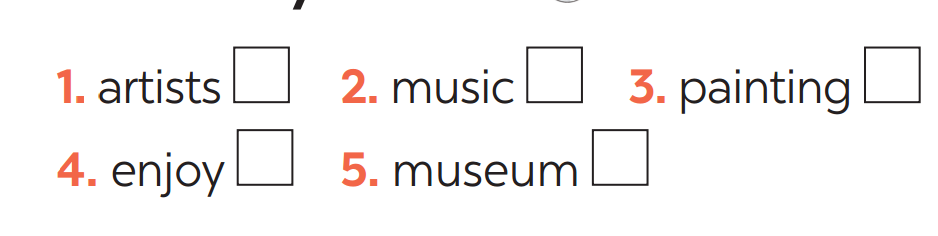 1. artists 2. music 3. painting
4. enjoy 5. museum